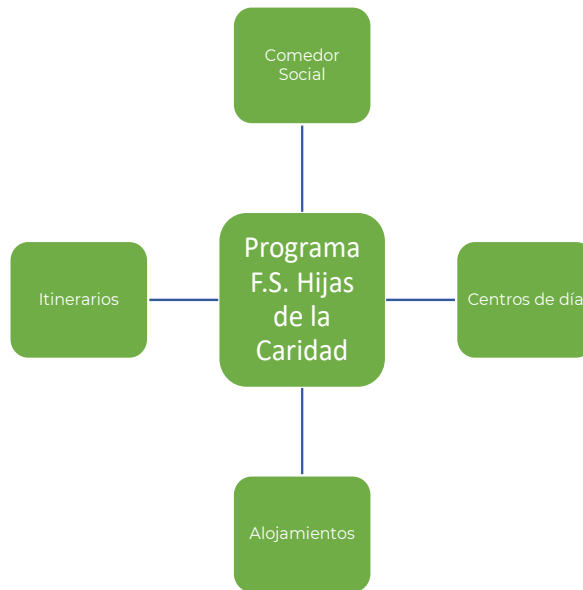 Comedor
Social
Programa
F.S. Hijas
de la
Caridad
Itinerarios
Centros de día
Alojamientos